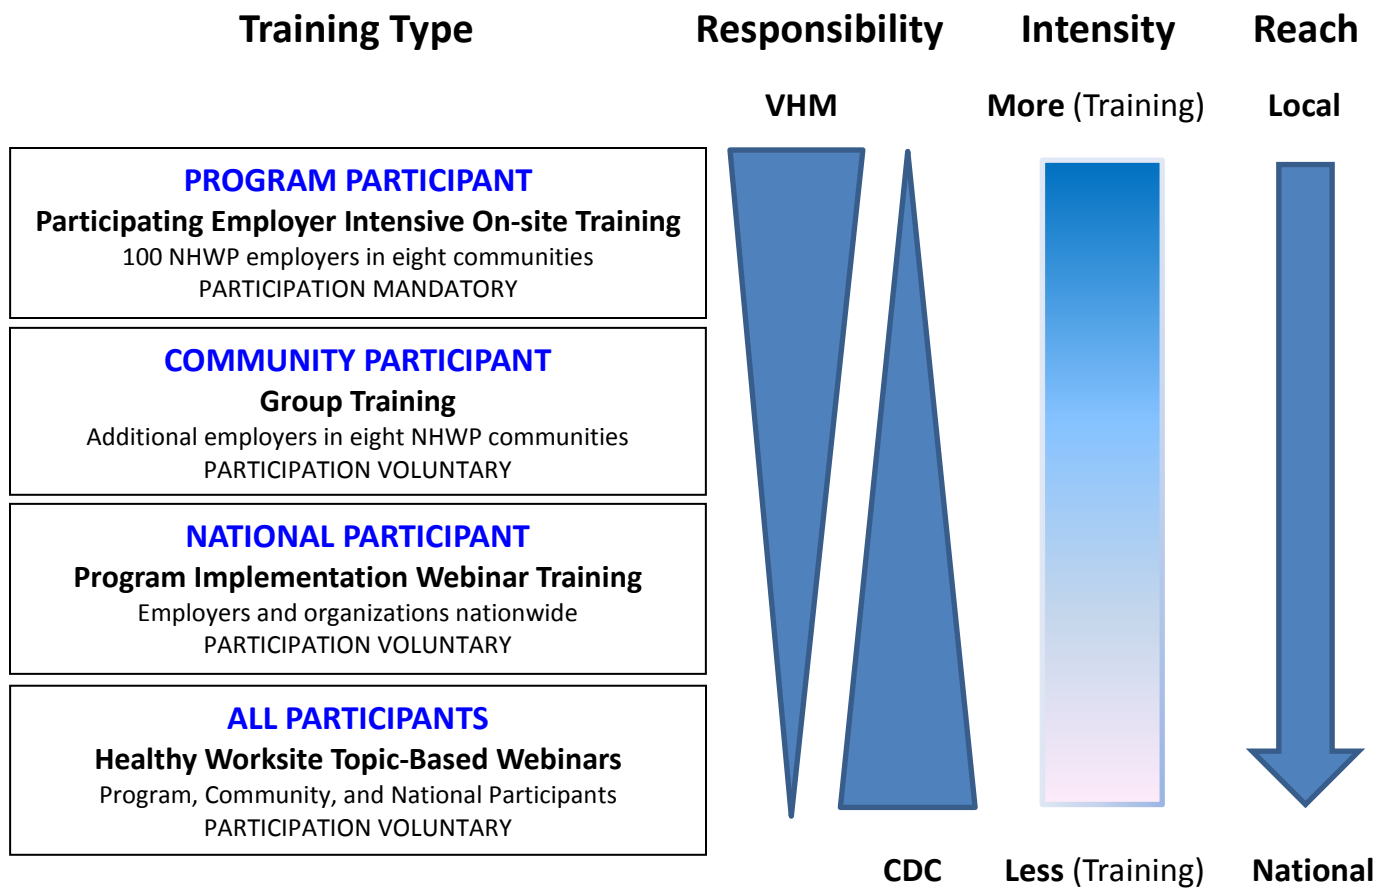 Training Type Responsibility Intensity Reach
VHM More (Training) Local
PROGRAM PARTICIPANT
Participating Employer Intensive On-site Training
100 NHWP employers in eight communities
PARTICIPATION MANDATORY
COMMUNITY PARTICIPANT
Group Training
Additional employers in eight NHWP communities
PARTICIPATION VOLUNTARY
NATIONAL PARTICIPANT
Program Implementation Webinar Training
Employers and organizations nationwide
PARTICIPATION VOLUNTARY
ALL PARTICIPANTS
Healthy Worksite Topic-Based Webinars
Program, Community, and National Participants
PARTICIPATION VOLUNTARY
CDC Less (Training) National